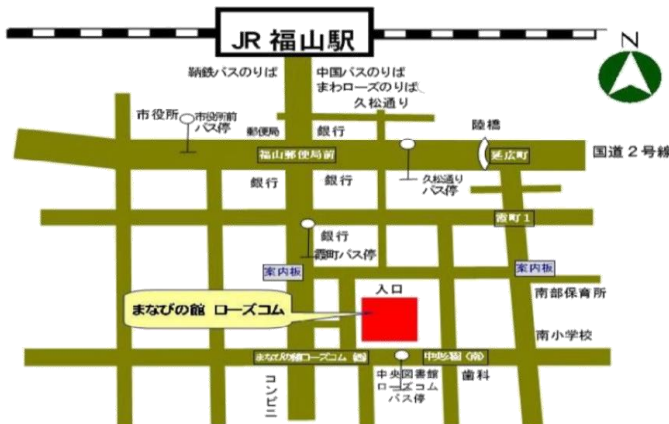 JR 福山駅
N
鞆鉄バスのりば
中国バスのりば
まわローズのりば
久松通り
市役所
市役所前
バス停
郵便局
銀行
陸橋
国道2号線
福山郵便局前
延広町
銀行
銀行
久松通り
バス停
霞町1
銀行
霞町バス停
案内板
案内板
入口
南部保育所
まなびの館 ローズコム
南小学校
コンビニ
中央図書館
ローズコム
バス停
歯科